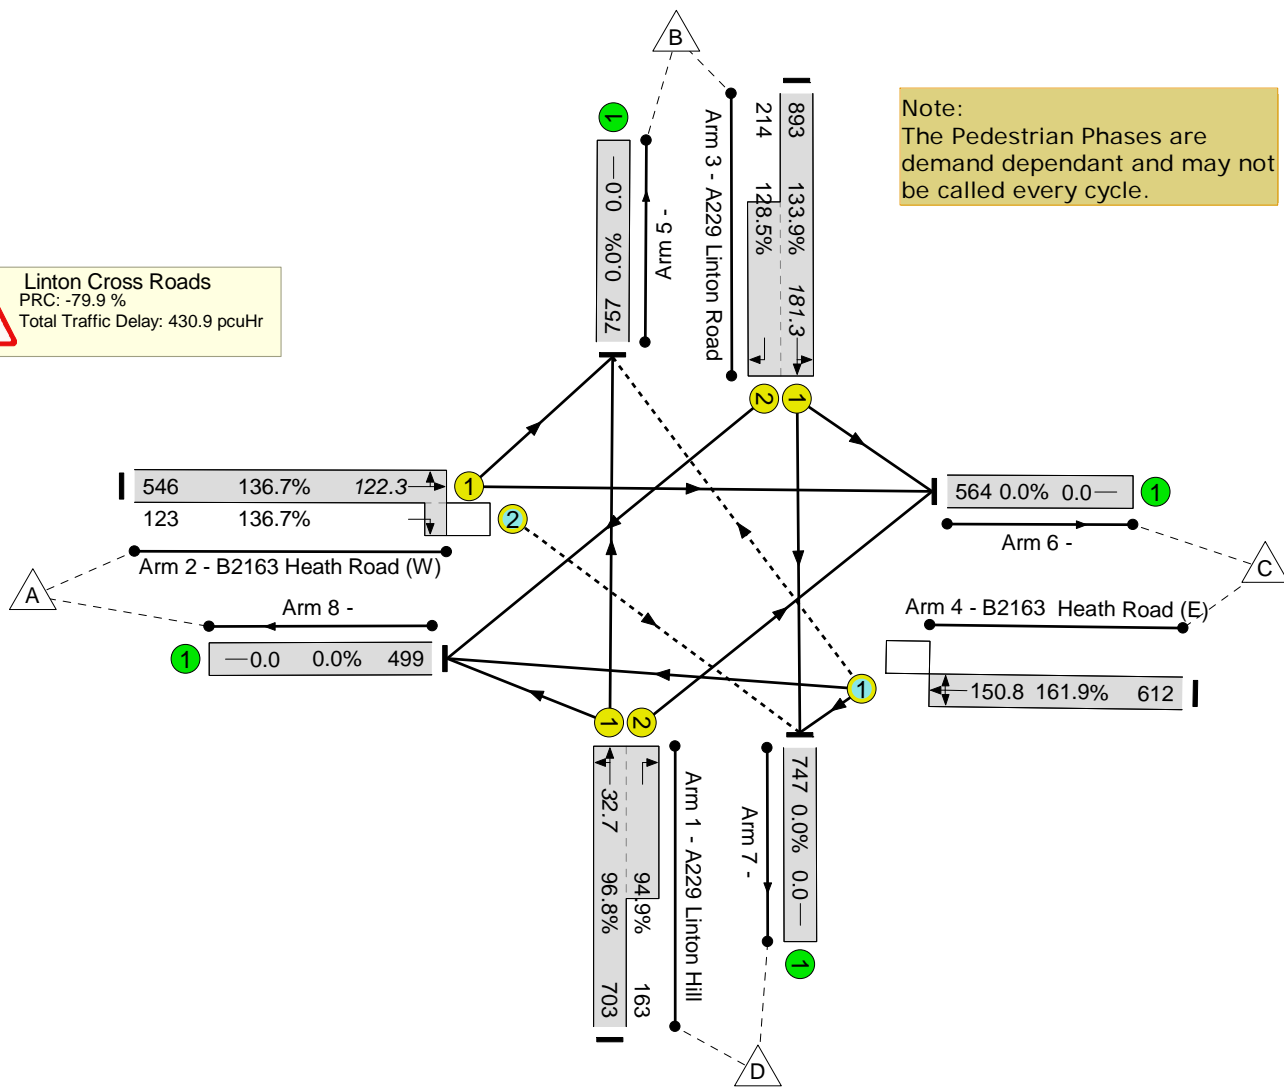 B
Note:
The Pedestrian Phases are
demand dependant and may not
be called every cycle.
1
Arm 5 -
0.0 0.0% 757
Arm 3 - A229 Linton Road
214 128.5%
893 133.9% 181.3
Linton Cross Roads
PRC: -79.9 %
Total Traffic Delay: 430.9 pcuHr
2 1
546 136.7% 122.3 1
123 136.7% 2
Arm 2 - B2163 Heath Road (W)
A
564 0.0% 0.0 1
Arm 6 -
C
Arm 8 -
1 0.0 0.0% 499
Arm 4 - B2163 Heath Road (E)
1 150.8 161.9% 612
1 2
32.7 96.8% 703
94.9% 163
Arm 1 - A229 Linton Hill
Arm 7 -
747 0.0% 0.0
1
D